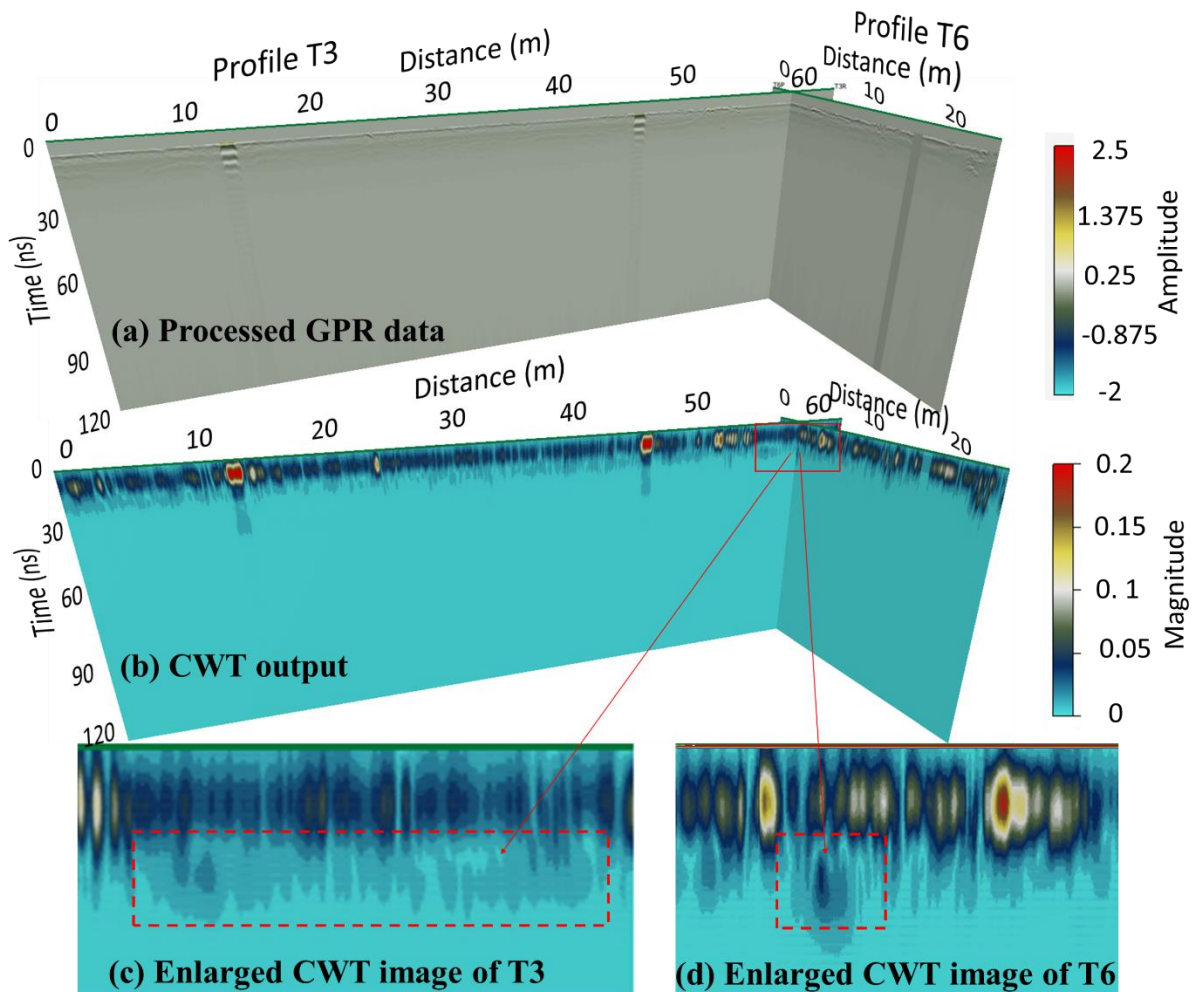 Profile T3
Distance (m)
Profile T6
Distance (m)
0
10
20
30
40
50
0
60
10
20
T6P
T3R
0
30
60
90
120
Time (ns)
(a) Processed GPR data
2.5
1.375
0.25
-0.875
-2
Amplitude
Distance (m)
Distance (m)
0
10
20
30
40
50
0
60
10
20
0
30
60
90
120
Time (ns)
(b) CWT output
0.2
0.15
0.1
0.05
0
Magnitude
(c) Enlarged CWT image of T3
(d) Enlarged CWT image of T6